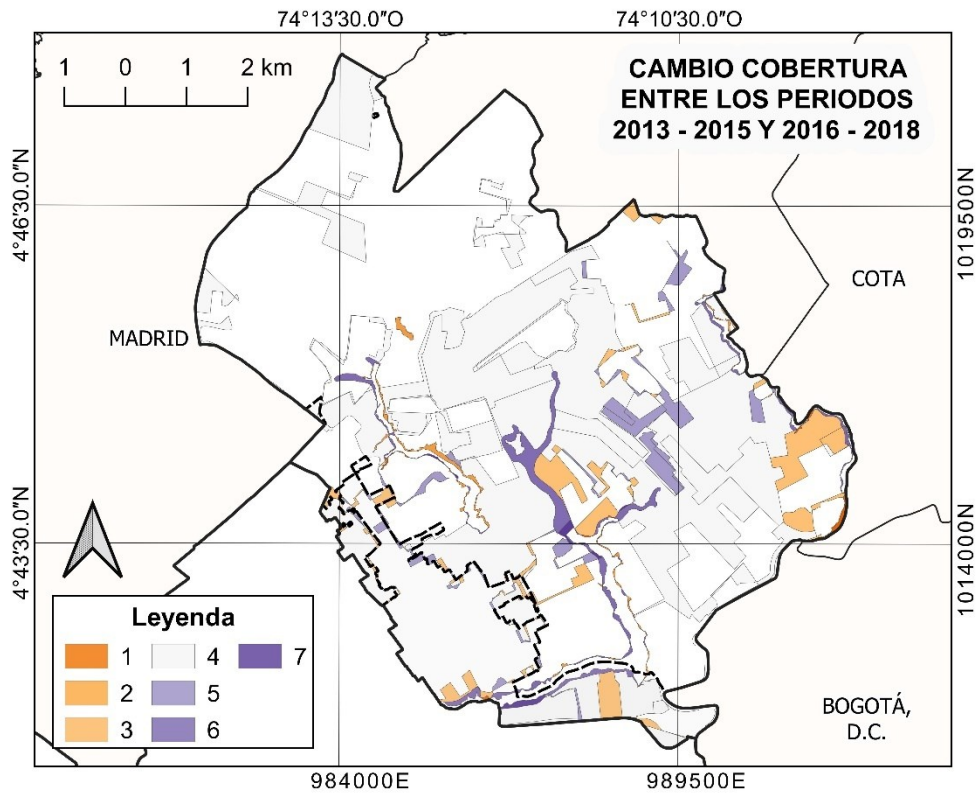 74°13'30.0"O
74°10'30.0"O
1 0 1 2 km
CAMBIO COBERTURA
ENTRE LOS PERIODOS
2013 - 2015 Y 2016 - 2018
4°46'30.0"N
1019500N
COTA
MADRID
4°43'30.0"N
1014000N
Leyenda
1 4 7
2 5
3 6
BOGOTÁ,
D.C.
984000E
989500E